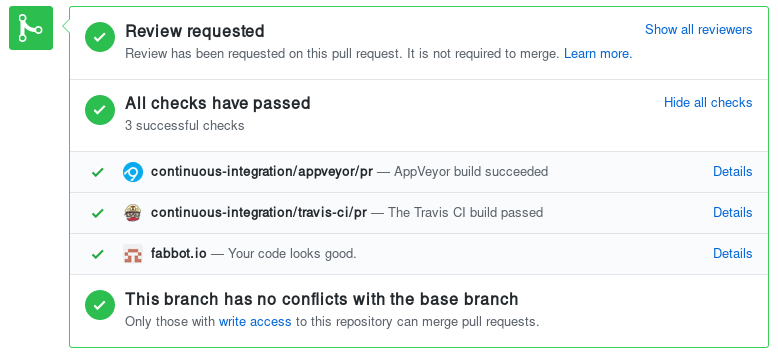 Review requested
Show all reviewers
Review has been requested on this pull request. It is not required to merge. Learn more.
All checks have passed
Hide all checks
3 successful checks
continuous-integration/appveyor/pr — AppVeyor build succeeded
Details
continuous-integration/travis-ci/pr — The Travis CI build passed
Details
fabbot.io — Your code looks good.
Details
This branch has no conflicts with the base branch
Only those with write access to this repository can merge pull requests.